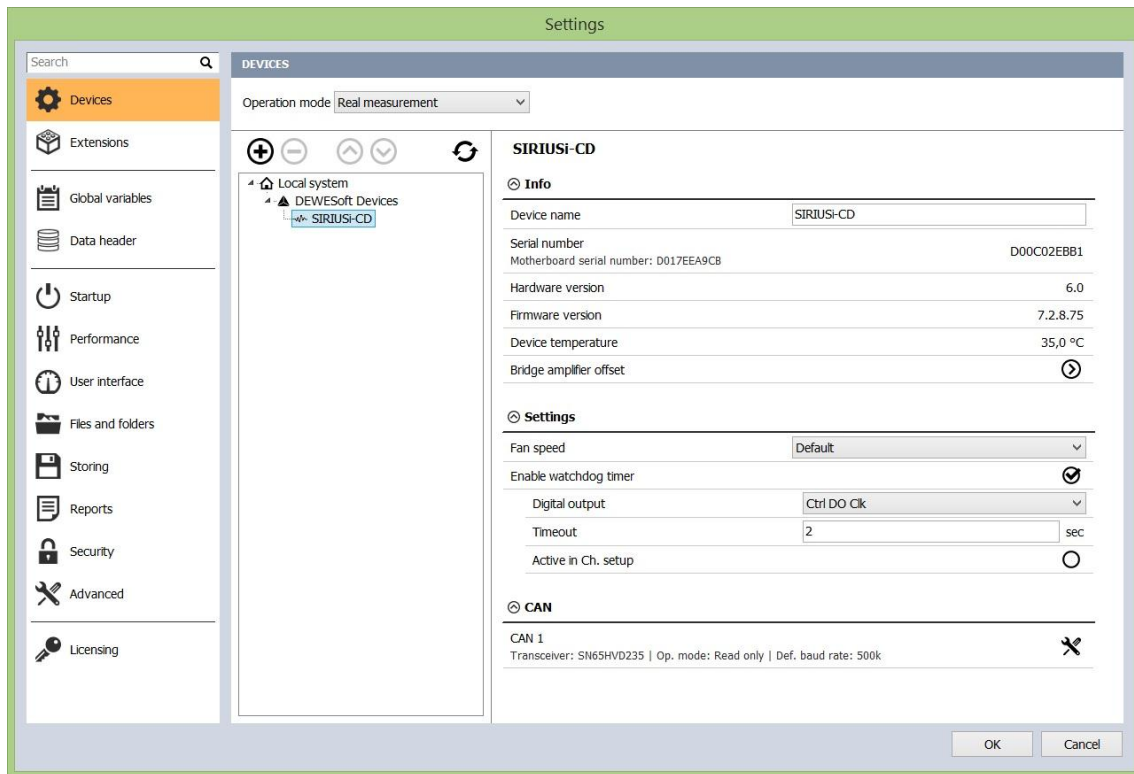 Settings
Search
DEVICES
Devices
Operation mode Real measurement
Extensions
Global variables
Data header
Startup
Performance
User interface
Files and folders
Storing
Reports
Security
Advanced
Licensing
Local system
DEWESoft Devices
SIRIUSi-CD
SIRIUSi-CD
Info
Device name SIRIUSi-CD
Serial number
Motherboard serial number: D017EEA9CB
D00C02EBB1
Hardware version 6.0
Firmware version 7.2.8.75
Device temperature 35,0 °C
Bridge amplifier offset
Settings
Fan speed Default
Enable watchdog timer
Digital output Ctrl DO Clk
Timeout 2 sec
Active in Ch. setup
CAN
CAN 1
Transceiver: SN65HVD235 | Op. mode: Read only | Def. baud rate: 500k
OK Cancel